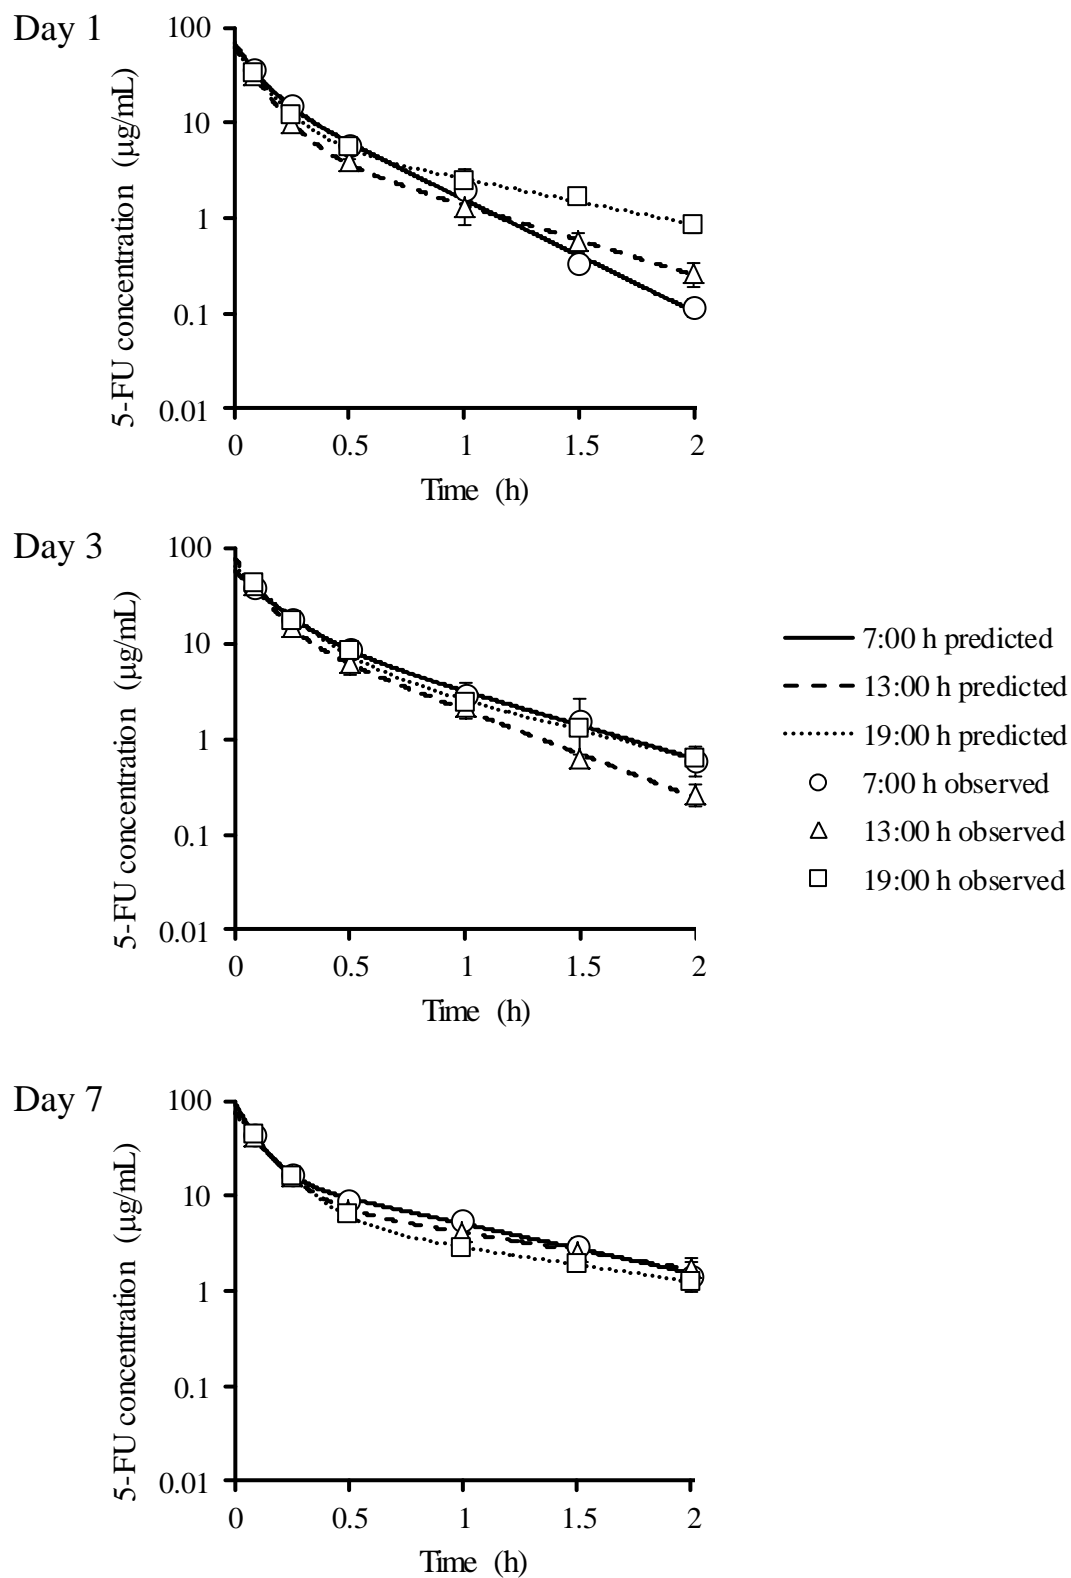 Day 1
5-FU concentration (µg/mL)
100
10
1
0.1
0.01
0 0.5 1 1.5 2
Time (h)
Day 3
5-FU concentration (µg/mL)
100
10
1
0.1
0.01
0 0.5 1 1.5 2
Time (h)
7:00 h predicted
13:00 h predicted
19:00 h predicted
7:00 h observed
13:00 h observed
19:00 h observed
Day 7
5-FU concentration (µg/mL)
100
10
1
0.1
0.01
0 0.5 1 1.5 2
Time (h)